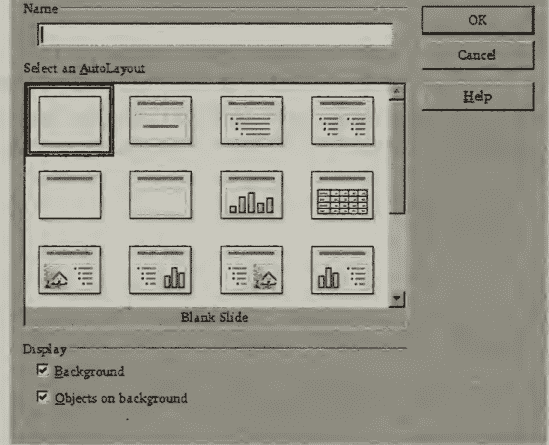 Name
OK
Cancel
Select an AutoLayout
Help
Blank Slide
Display
Background
Objects on background